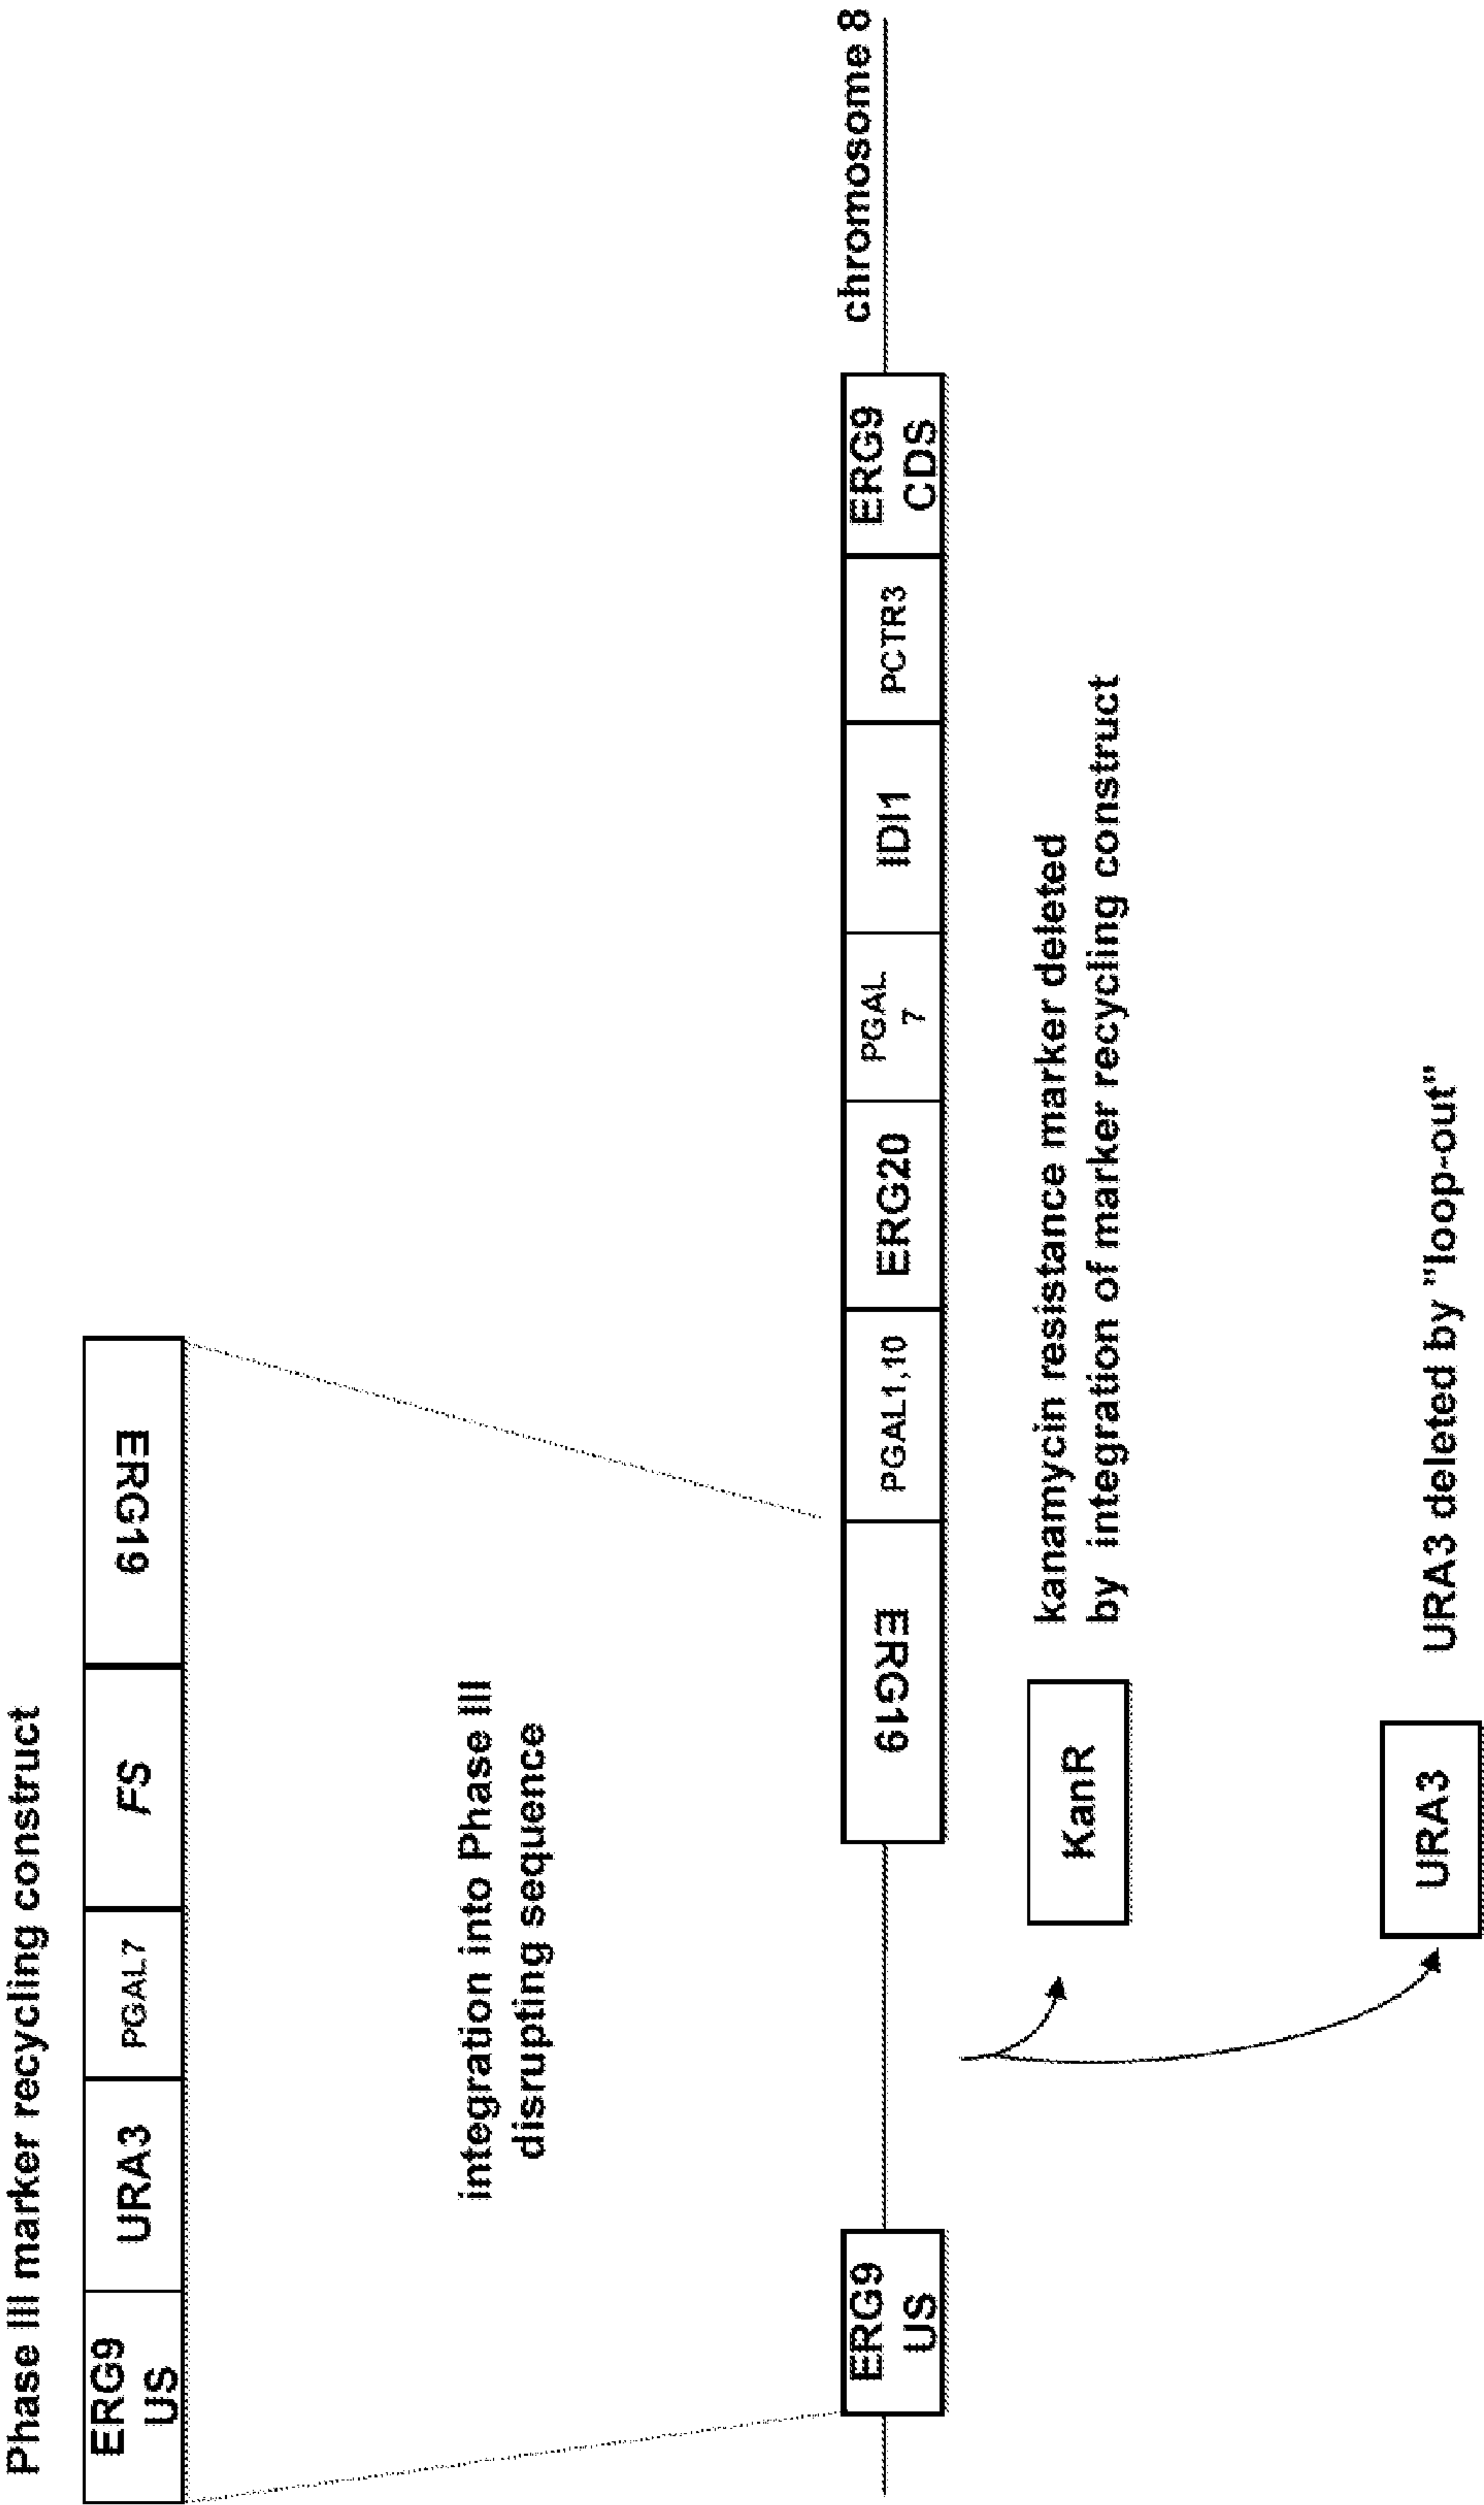 Phase III marker recycling construct
ERG9
US
URA3
PGAL7
FS
ERG19
integration into Phase III
disrupting sequence
ERG9
US
ERG19
PGAL1,10
ERG20
PGAL
7
IDI1
PCTR3
ERG9
CDS
chromosome 8
KanR
kanamycin resistance marker deleted
by integration of marker recycling construct
URA3
URA3 deleted by "loop-out"